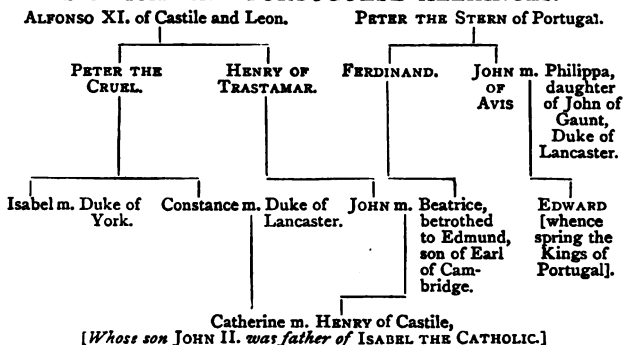 ALFONSO XI. of Castile and Leon.
PETER THE STERN of Portugal.
PETER THE
CRUEL.
HENRY OF
TRASTAMAR.
FERDINAND.
JOHN m. Philippa,
OF daughter
AVIS of John of
Gaunt,
Duke of
Lancaster.
Isabel m. Duke of
York.
Constance m. Duke of
Lancaster.
JOHN m. Beatrice,
betrothed
to Edmund,
son of Earl
of Cam-
bridge.
EDWARD
[whence
spring the
Kings of
Portugal].
Catherine m. HENRY of Castile,
[Whose son JOHN II. was father of ISABEL THE CATHOLIC.]